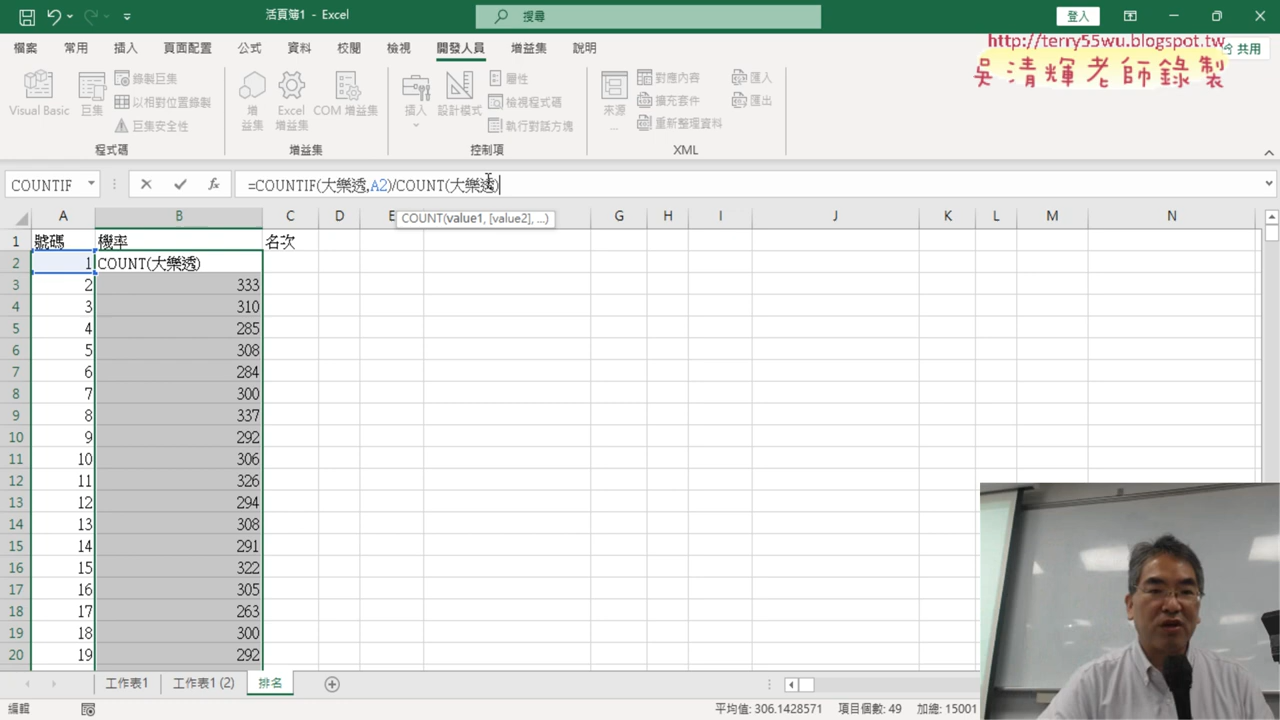 活頁簿1 - Excel
搜尋
登入
檔案 常用 插入 頁面配置 公式 資料 校閱 檢視 開發人員 增益集 說明
共用
http://terry55wu.blogspot.tw
吳清輝老師錄製
Visual Basic 巨集 錄製巨集
以相對位置錄製
巨集安全性
程式碼
增益集 Excel 增益集 COM 增益集
增益集
插入 設計模式 屬性
檢視程式碼
執行對話方塊
控制項
來源... 對應內容 匯入
擴充套件 匯出
重新整理資料
XML
COUNTIF =COUNTIF(大樂透,A2)/COUNT(大樂透)
COUNT(value1, [value2], ...)
A B C D E G H I J K L M N
1 號碼 機率 名次
2 1 COUNT(大樂透)
3 2 333
4 3 310
5 4 285
6 5 308
7 6 284
8 7 300
9 8 337
10 9 292
11 10 306
12 11 326
13 12 294
14 13 308
15 14 291
16 15 322
17 16 305
18 17 263
19 18 300
20 19 292
工作表1 工作表1 (2) 排名
編輯 平均值: 306.1428571 項目個數: 49 加總: 15001